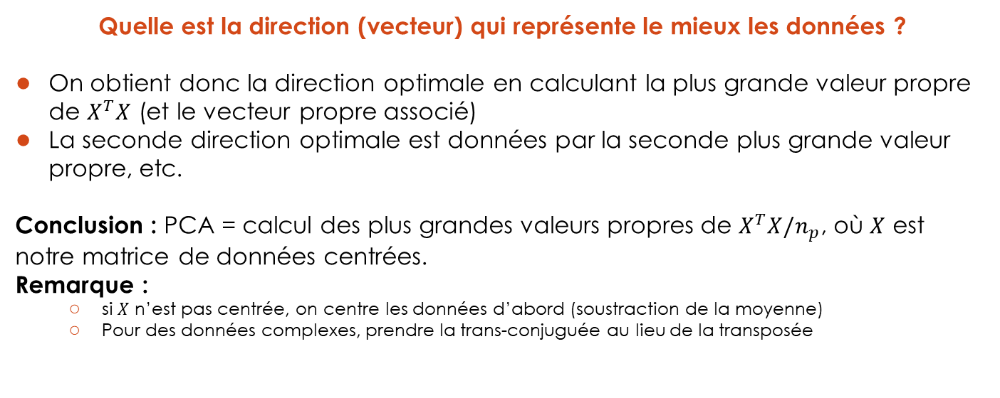 Quelle est la direction (vecteur) qui représente le mieux les données ?
● On obtient donc la direction optimale en calculant la plus grande valeur propre
de 𝑋ᵀ𝑋 (et le vecteur propre associé)
● La seconde direction optimale est données par la seconde plus grande valeur
propre, etc.
Conclusion : PCA = calcul des plus grandes valeurs propres de 𝑋ᵀ𝑋/𝑛ₚ, où 𝑋 est
notre matrice de données centrées.
Remarque :
○ si 𝑋 n’est pas centrée, on centre les données d’abord (soustraction de la moyenne)
○ Pour des données complexes, prendre la trans-conjuguée au lieu de la transposée